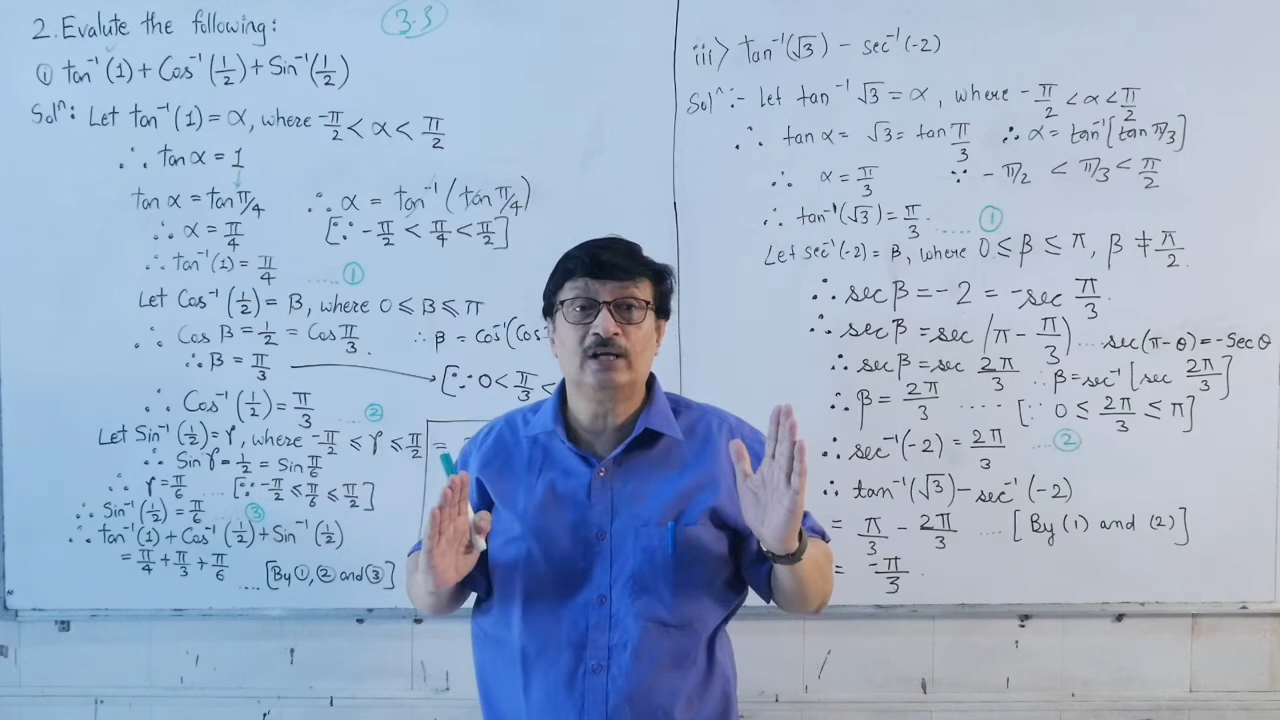 2. Evalute the following:
3.3
① tan⁻¹(1) + Cos⁻¹(1/2) + Sin⁻¹(1/2)
Solⁿ: Let tan⁻¹(1) = α, where -π/2 < α < π/2
∴ tan α = 1
tan α = tan π/4 ∴ α = tan⁻¹(tan π/4)
∴ α = π/4 [∵ -π/2 < π/4 < π/2]
∴ tan⁻¹(1) = π/4 ..... ①
Let Cos⁻¹(1/2) = β, where 0 ≤ β ≤ π
∴ Cos β = 1/2 = Cos π/3. ∴ β = Cos⁻¹(Cos
∴ β = π/3 → [∵ 0 < π/3 <
∴ Cos⁻¹(1/2) = π/3 ..... ②
Let Sin⁻¹(1/2) = γ, where -π/2 ≤ γ ≤ π/2
∴ Sin γ = 1/2 = Sin π/6
∴ γ = π/6 .... [∵ -π/2 ≤ π/6 ≤ π/2]
∴ Sin⁻¹(1/2) = π/6 ..... ③
∴ tan⁻¹(1) + Cos⁻¹(1/2) + Sin⁻¹(1/2)
= π/4 + π/3 + π/6 .... [By ①, ② and ③]
=
iii> tan⁻¹(√3) - sec⁻¹(-2)
Solⁿ:- Let tan⁻¹ √3 = α, where -π/2 < α < π/2
∴ tan α = √3 = tan π/3 ∴ α = tan⁻¹[tan π/3]
∴ α = π/3 ∵ -π/2 < π/3 < π/2
∴ tan⁻¹(√3) = π/3. ..... ①
Let sec⁻¹(-2) = β, where 0 ≤ β ≤ π, β ≠ π/2.
∴ sec β = -2 = -sec π/3.
∴ sec β = sec (π - π/3) ... sec(π - θ) = -sec θ
∴ sec β = sec 2π/3 ∴ β = sec⁻¹[sec 2π/3]
∴ β = 2π/3 .... [∵ 0 ≤ 2π/3 ≤ π]
∴ sec⁻¹(-2) = 2π/3 .... ②
∴ tan⁻¹(√3) - sec⁻¹(-2)
= π/3 - 2π/3 .... [By (1) and (2)]
= -π/3.